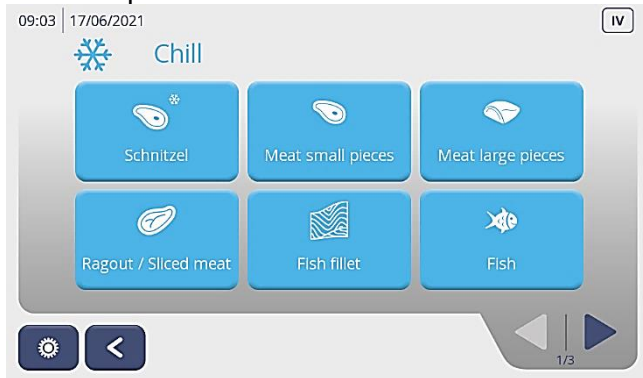 09:03 17/06/2021 IV
Chill
Schnitzel Meat small pieces Meat large pieces
Ragout / Sliced meat Fish fillet Fish
1/3